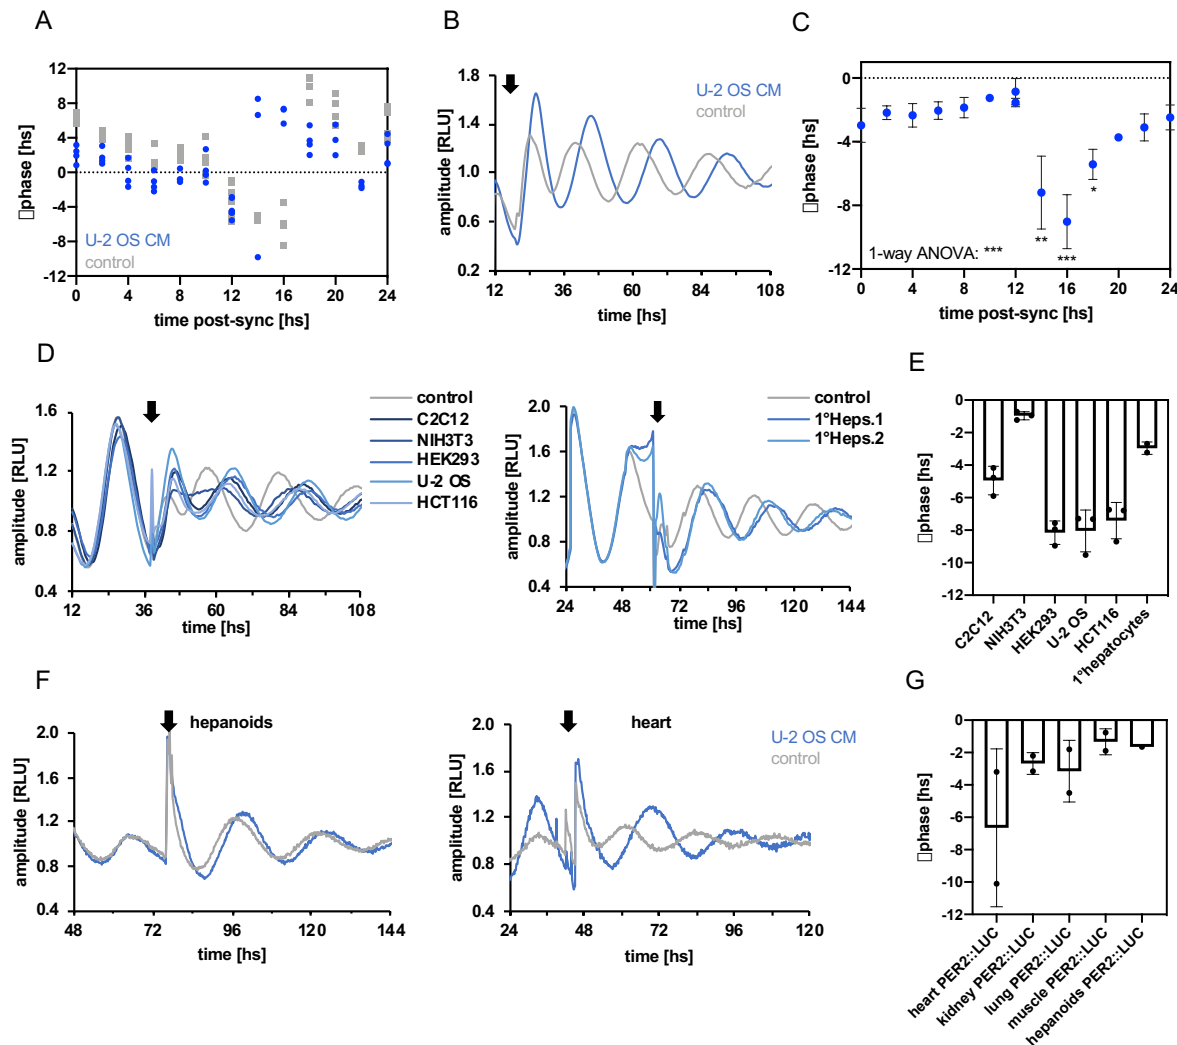 A
12
8
4
0
-4
-8
-12
▯phase [hs]
U-2 OS CM
control
0 4 8 12 16 20 24
time post-sync [hs]
B
1.8
1.4
1.0
0.6
0.2
amplitude [RLU]
U-2 OS CM
control
12 36 60 84 108
time [hs]
C
0
-4
-8
-12
▯phase [hs]
**
***
*
1-way ANOVA: ***
0 4 8 12 16 20 24
time post-sync [hs]
D
1.6
1.2
0.8
0.4
amplitude [RLU]
12 36 60 84 108
time [hs]
control
C2C12
NIH3T3
HEK293
U-2 OS
HCT116
2.0
1.6
1.2
0.8
0.4
amplitude [RLU]
24 48 72 96 120 144
time [hs]
control
1°Heps.1
1°Heps.2
E
0
-2
-4
-6
-8
-10
-12
▯phase [hs]
C2C12
NIH3T3
HEK293
U-2 OS
HCT116
1°hepatocytes
F
hepanoids
2.0
1.6
1.2
0.8
0.4
amplitude [RLU]
48 72 96 120 144
time [hs]
heart
2.0
1.6
1.2
0.8
0.4
amplitude [RLU]
U-2 OS CM
control
24 48 72 96 120
time [hs]
G
0
-2
-4
-6
-8
-10
-12
▯phase [hs]
heart PER2::LUC
kidney PER2::LUC
lung PER2::LUC
muscle PER2::LUC
hepanoids PER2::LUC